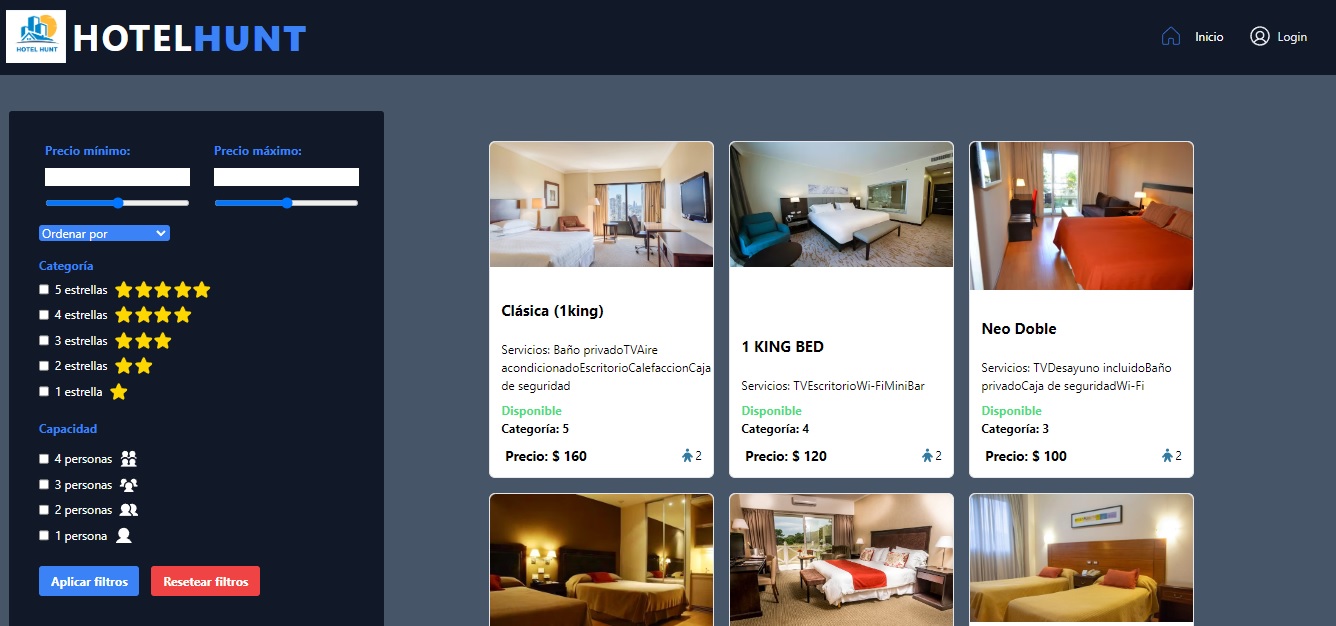 HOTEL HUNT
HOTELHUNT
Inicio
Login
Precio mínimo:
Precio máximo:
Ordenar por
Categoría
5 estrellas
4 estrellas
3 estrellas
2 estrellas
1 estrella
Capacidad
4 personas
3 personas
2 personas
1 persona
Aplicar filtros
Resetear filtros
Clásica (1king)
Servicios: Baño privadoTVAire
acondicionadoEscritorioCalefaccionCaja
de seguridad
Disponible
Categoría: 5
Precio: $ 160
2
1 KING BED
Servicios: TVEscritorioWi-FiMiniBar
Disponible
Categoría: 4
Precio: $ 120
2
Neo Doble
Servicios: TVDesayuno incluidoBaño
privadoCaja de seguridadWi-Fi
Disponible
Categoría: 3
Precio: $ 100
2